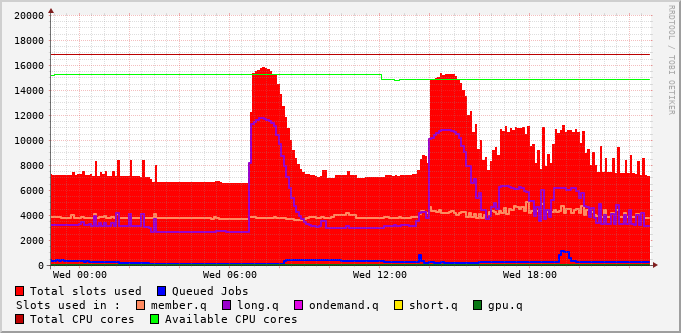 20000
18000
16000
14000
12000
10000
8000
6000
4000
2000
0
Wed 00:00 Wed 06:00 Wed 12:00 Wed 18:00
RRDTOOL / TOBI OETIKER
Total slots used Queued Jobs
Slots used in : member.q long.q ondemand.q short.q gpu.q
Total CPU cores Available CPU cores